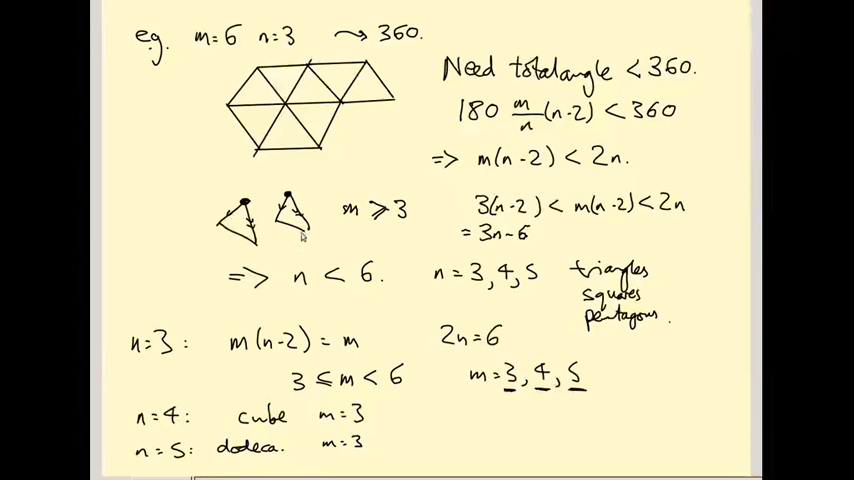 e.g. m=6 n=3 ⤳ 360.
Need total angle < 360.
180 m/n (n-2) < 360
=> m(n-2) < 2n.
m ⩾ 3
3(n-2) < m(n-2) < 2n
= 3n-6
=> n < 6. n=3,4,5 triangles
squares
pentagons.
n=3: m(n-2) = m 2n=6
3 ≤ m < 6 m=3,4,5
n=4: cube m=3
n=5: dodeca. m=3